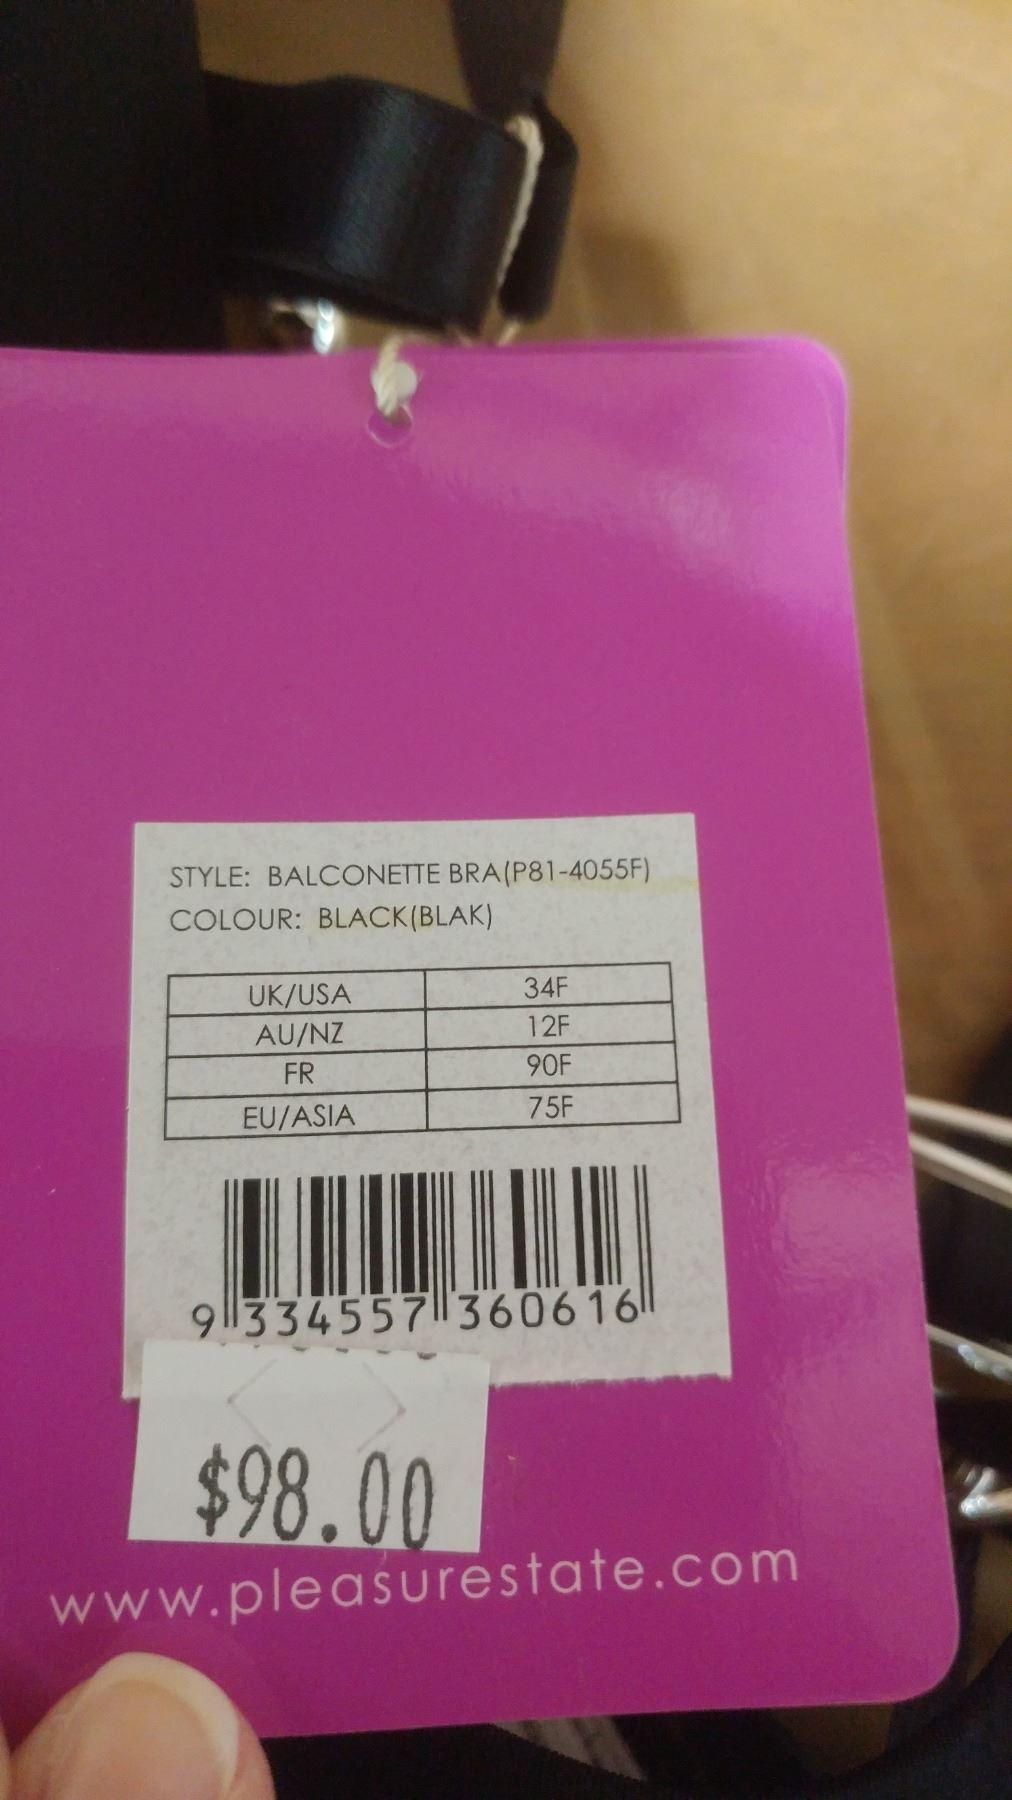 STYLE: BALCONETTE BRA(P81-4055F)
COLOUR: BLACK(BLAK)
UK/USA 34F
AU/NZ 12F
FR 90F
EU/ASIA 75F
9 334557 360616
$98.00
www.pleasurestate.com